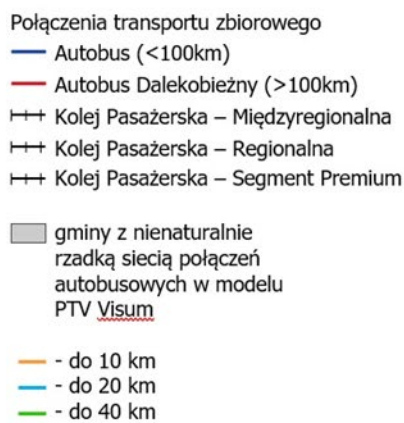 Połączenia transportu zbiorowego
Autobus (<100km)
Autobus Dalekobieżny (>100km)
Kolej Pasażerska – Międzyregionalna
Kolej Pasażerska – Regionalna
Kolej Pasażerska – Segment Premium
gminy z nienaturalnie
rzadką siecią połączeń
autobusowych w modelu
PTV Visum
- do 10 km
- do 20 km
- do 40 km